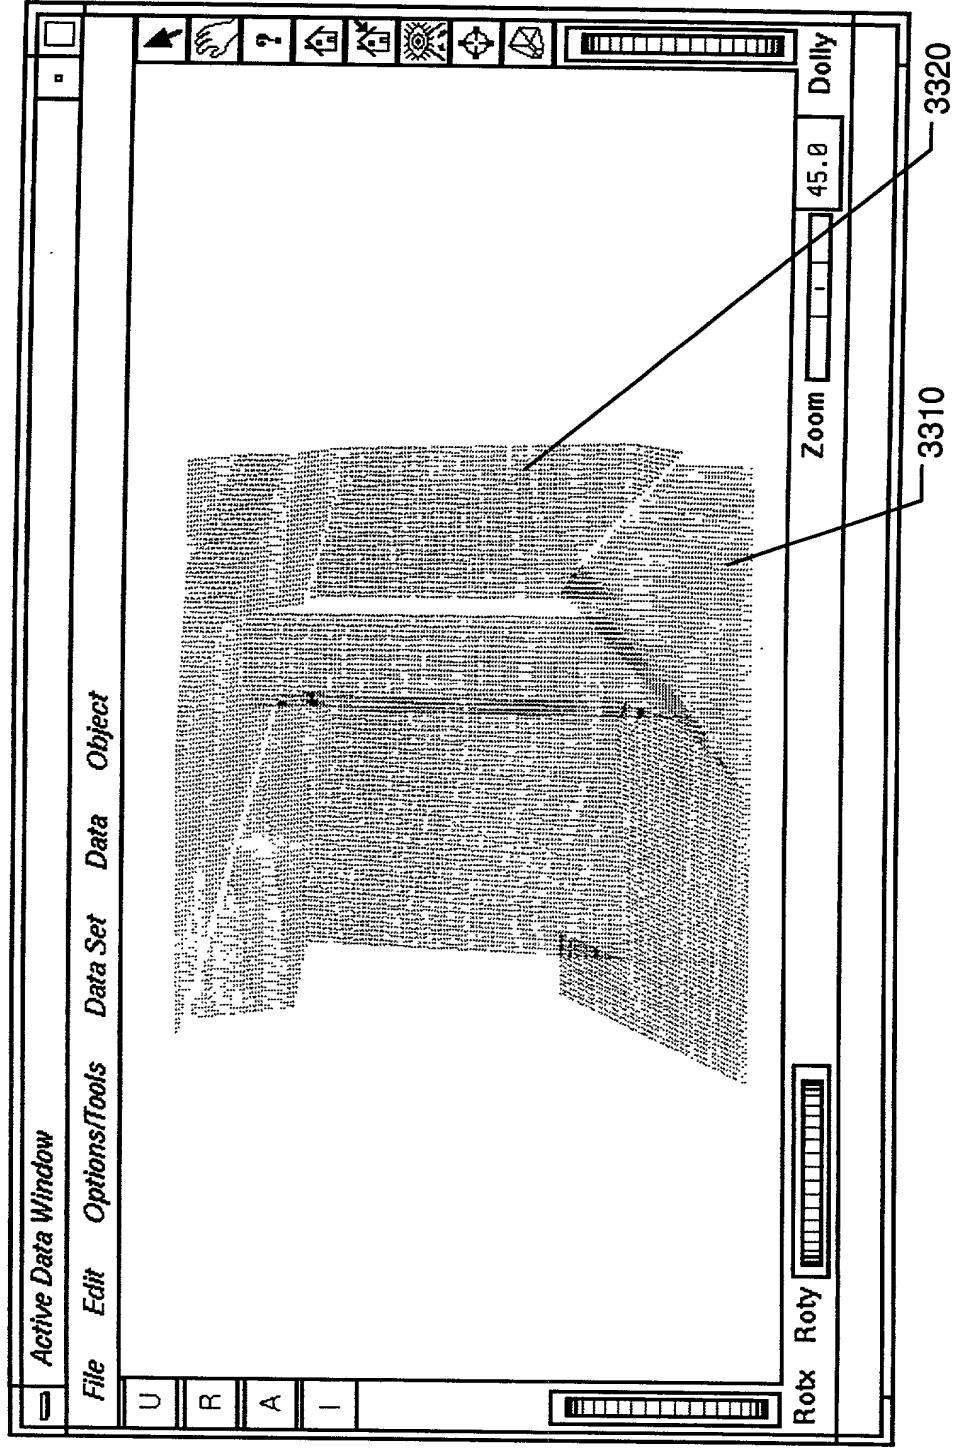 Active Data Window
File Edit Options/Tools Data Set Data Object
U
R
A
I
?
Rotx Roty Zoom 45.0 Dolly
3310
3320